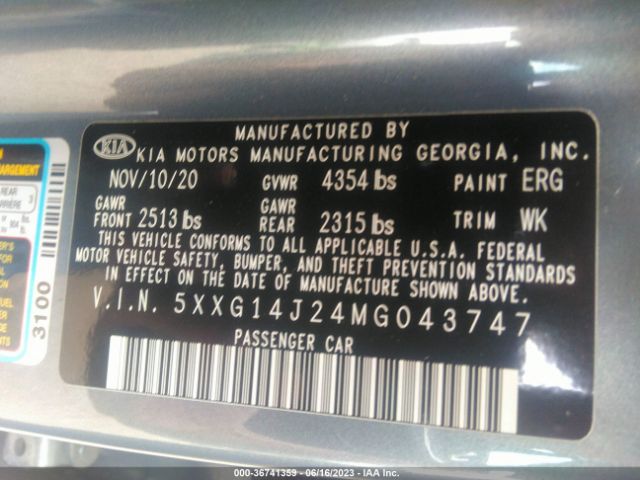 MANUFACTURED BY
KIA KIA MOTORS MANUFACTURING GEORGIA, INC.
NOV/10/20 GVWR 4354 lbs PAINT ERG
GAWR GAWR
FRONT 2513 lbs REAR 2315 lbs TRIM WK
THIS VEHICLE CONFORMS TO ALL APPLICABLE U.S.A. FEDERAL
MOTOR VEHICLE SAFETY, BUMPER, AND THEFT PREVENTION STANDARDS
IN EFFECT ON THE DATE OF MANUFACTURE SHOWN ABOVE.
V.I.N. 5XXG14J24MG043747
PASSENGER CAR
REAR 3
3100
000-36741359 - 06/16/2023 - IAA Inc.